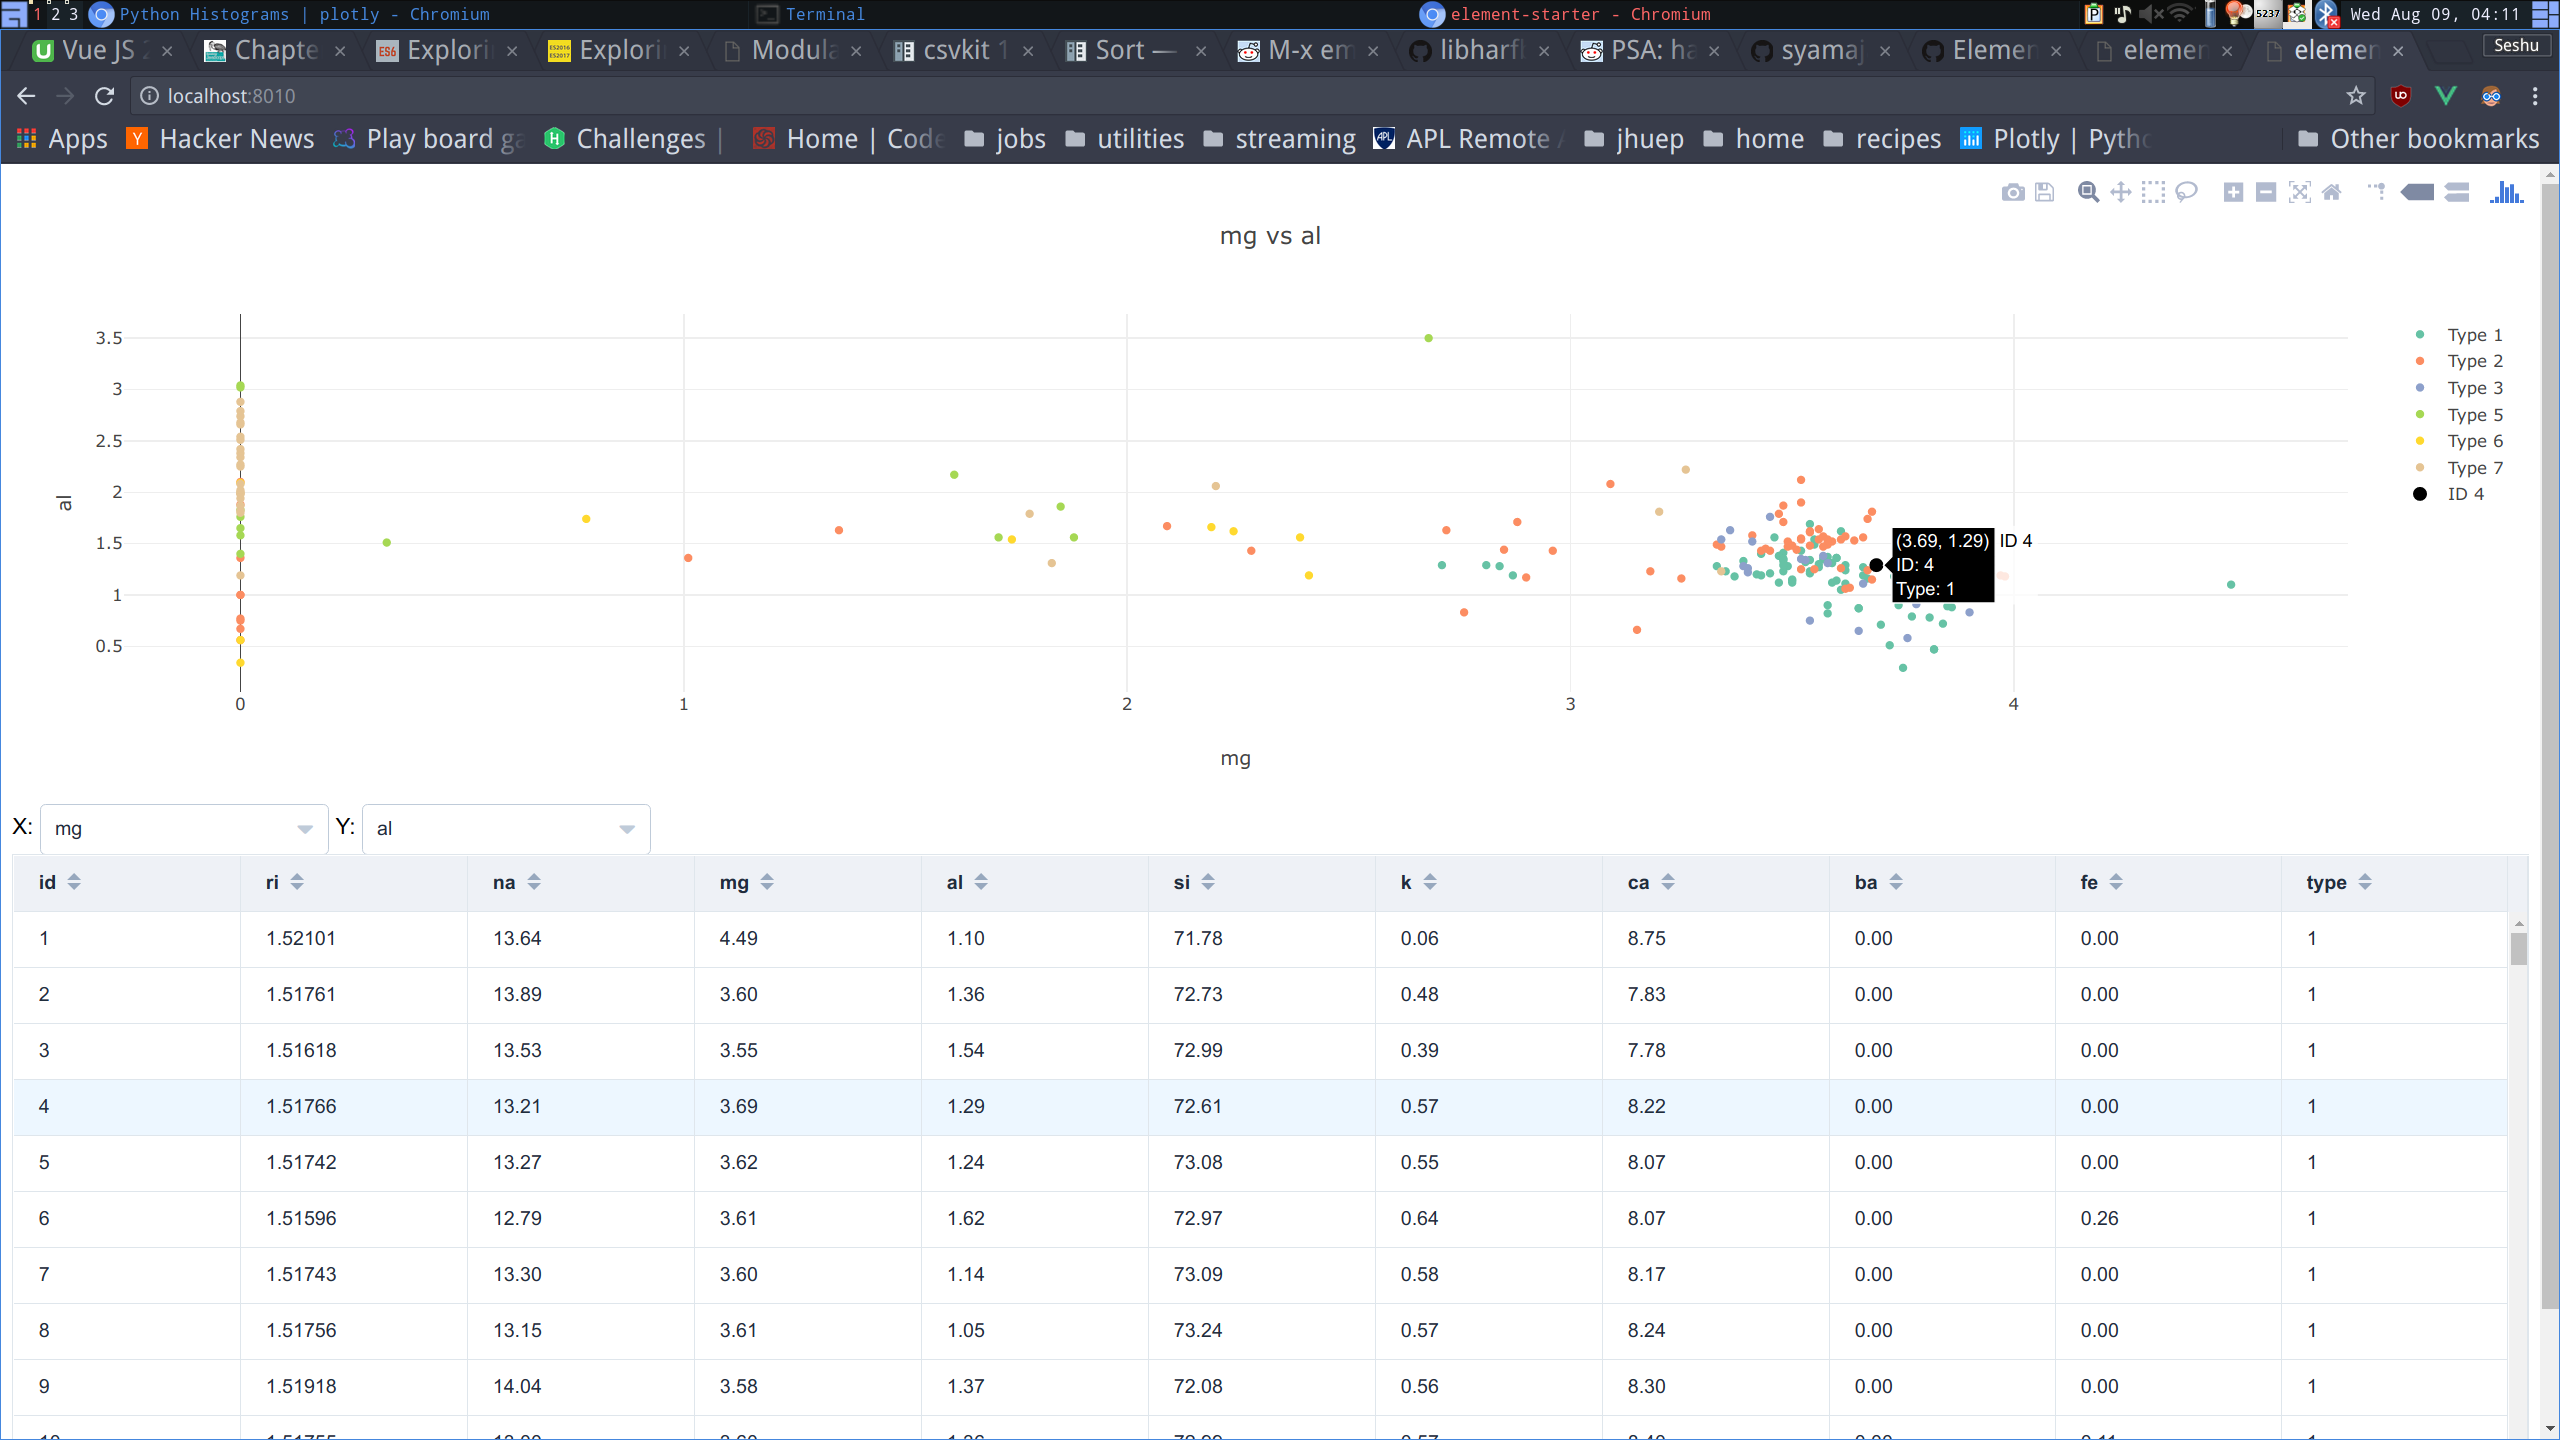 1 2 3 Python Histograms | plotly - Chromium Terminal element-starter - Chromium 5237 Wed Aug 09, 04:11
Vue JS 2 Chapte Explori Explori Modula csvkit 1 Sort — M-x em libharf PSA: ha syamaj Elemen elemen elemen Seshu
localhost:8010
Apps Hacker News Play board ga Challenges | Home | Code jobs utilities streaming APL Remote jhuep home recipes Plotly | Pytho Other bookmarks
mg vs al
3.5
3
2.5
2
1.5
1
0.5
al
0 1 2 3 4
mg
Type 1
Type 2
Type 3
Type 5
Type 6
Type 7
ID 4
(3.69, 1.29) ID 4
ID: 4
Type: 1
X: mg Y: al
id ri na mg al si k ca ba fe type
1 1.52101 13.64 4.49 1.10 71.78 0.06 8.75 0.00 0.00 1
2 1.51761 13.89 3.60 1.36 72.73 0.48 7.83 0.00 0.00 1
3 1.51618 13.53 3.55 1.54 72.99 0.39 7.78 0.00 0.00 1
4 1.51766 13.21 3.69 1.29 72.61 0.57 8.22 0.00 0.00 1
5 1.51742 13.27 3.62 1.24 73.08 0.55 8.07 0.00 0.00 1
6 1.51596 12.79 3.61 1.62 72.97 0.64 8.07 0.00 0.26 1
7 1.51743 13.30 3.60 1.14 73.09 0.58 8.17 0.00 0.00 1
8 1.51756 13.15 3.61 1.05 73.24 0.57 8.24 0.00 0.00 1
9 1.51918 14.04 3.58 1.37 72.08 0.56 8.30 0.00 0.00 1